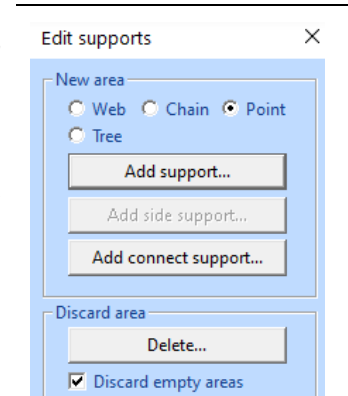 Edit supports
New area
Web Chain Point
Tree
Add support...
Add side support...
Add connect support...
Discard area
Delete...
Discard empty areas